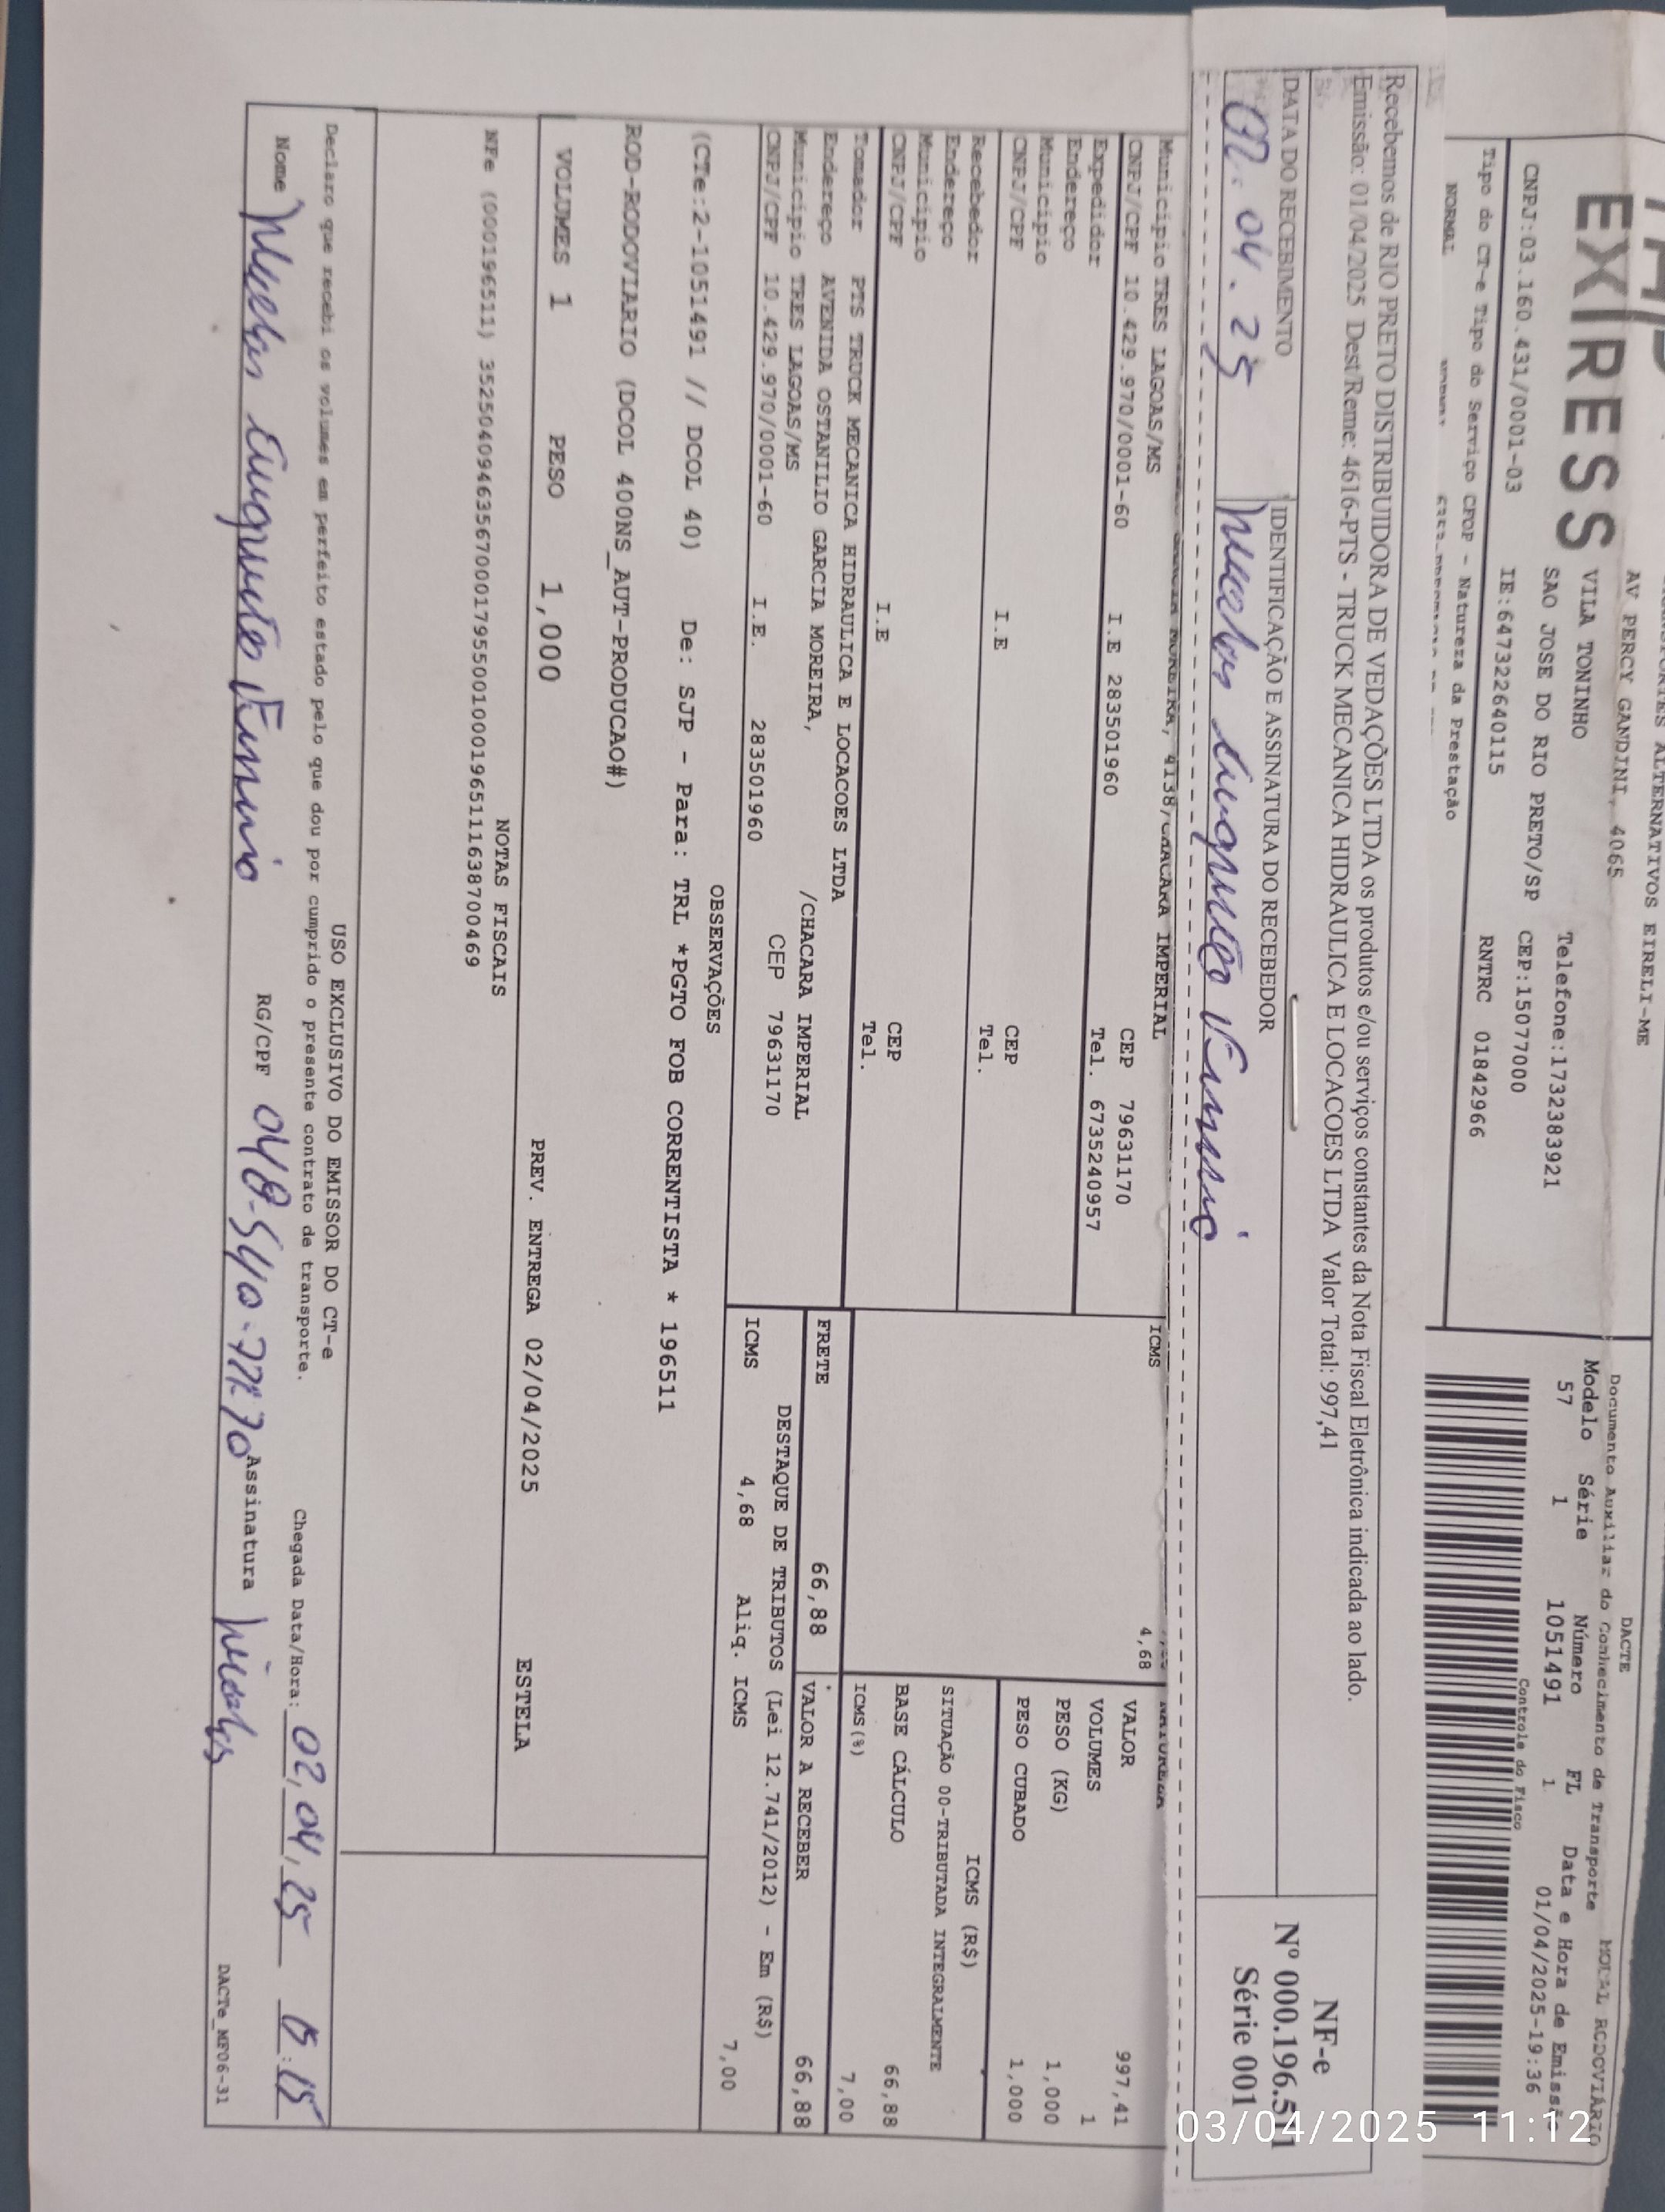 EXPRESS
AV PERCY GANDINI, 4065
VILA TONINHO
SAO JOSE DO RIO PRETO/SP
Telefone:1732383921
CEP:15077000
CNPJ:03.160.431/0001-03 IE:647322640115 RNTRC 01842966
Tipo do CT-e Tipo do Serviço CFOP - Natureza da Prestação
NORMAL
DACTE
Documento Auxiliar do Conhecimento de Transporte
MODAL RODOVIÁRIO
Modelo Série Número FL Data e Hora de Emissão
57 1 1051491 1 01/04/2025-19:36
Controle do Fisco
Recebemos de RIO PRETO DISTRIBUIDORA DE VEDAÇÕES LTDA os produtos e/ou serviços constantes da Nota Fiscal Eletrônica indicada ao lado.
Emissão: 01/04/2025 Dest/Reme: 4616-PTS - TRUCK MECANICA HIDRAULICA E LOCACOES LTDA Valor Total: 997,41
DATA DO RECEBIMENTO IDENTIFICAÇÃO E ASSINATURA DO RECEBEDOR
02.04.25
NF-e
Nº 000.196.511
Série 001
IMPERIAL
Município TRES LAGOAS/MS CEP 79631170
CNPJ/CPF 10.429.970/0001-60 I.E 283501960 Tel. 6735240957
Expedidor
Endereço
Município CEP
CNPJ/CPF I.E Tel.
Recebedor
Endereço
Município CEP
CNPJ/CPF I.E Tel.
Tomador PTS TRUCK MECANICA HIDRAULICA E LOCACOES LTDA
Endereço AVENIDA OSTANILIO GARCIA MOREIRA, /CHACARA IMPERIAL
Município TRES LAGOAS/MS CEP 79631170
CNPJ/CPF 10.429.970/0001-60 I.E. 283501960
ICMS 4,68
VALOR 997,41
VOLUMES 1
PESO (KG) 1,000
PESO CUBADO 1,000
ICMS (R$)
SITUAÇÃO 00-TRIBUTADA INTEGRALMENTE
BASE CÁLCULO 66,88
ICMS(%) 7,00
FRETE 66,88 VALOR A RECEBER 66,88
DESTAQUE DE TRIBUTOS (Lei 12.741/2012) - Em (R$)
ICMS 4,68 Aliq. ICMS 7,00
OBSERVAÇÕES
(CTe:2-1051491 // DCOL 40) De: SJP - Para: TRL *PGTO FOB CORRENTISTA * 196511
ROD-RODOVIARIO (DCOL 400NS_AUT-PRODUCAO#)
VOLUMES 1 PESO 1,000 PREV. ENTREGA 02/04/2025 ESTELA
NOTAS FISCAIS
NFe (000196511) 35250409463567000179550010001965111638700469
USO EXCLUSIVO DO EMISSOR DO CT-e
Declaro que recebi os volumes em perfeito estado pelo que dou por cumprido o presente contrato de transporte. Chegada Data/Hora: 02,04,25 15:15
Nome RG/CPF Assinatura
DACTe_MF06-31
03/04/2025 11:12